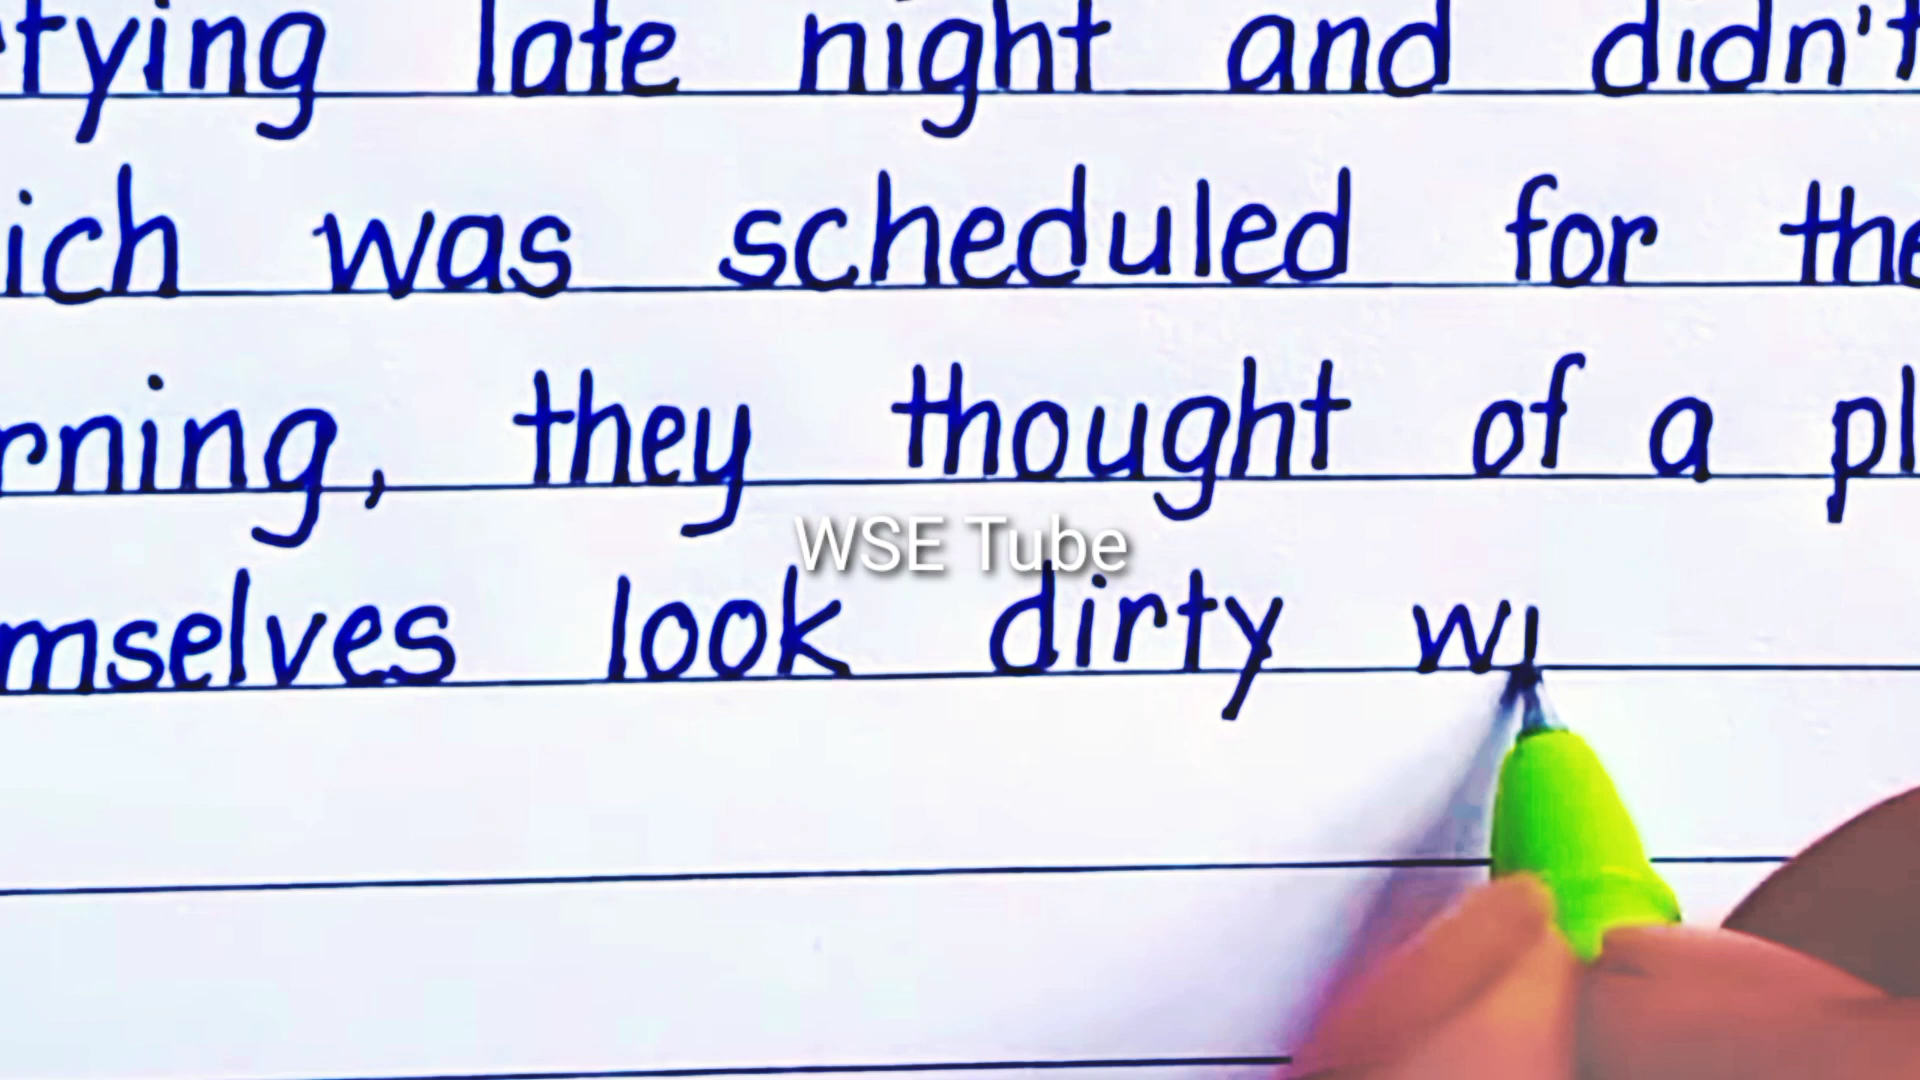 tying late night and didn't
ich was scheduled for the
rning, they thought of a pl
WSE Tube
mselves look dirty wi